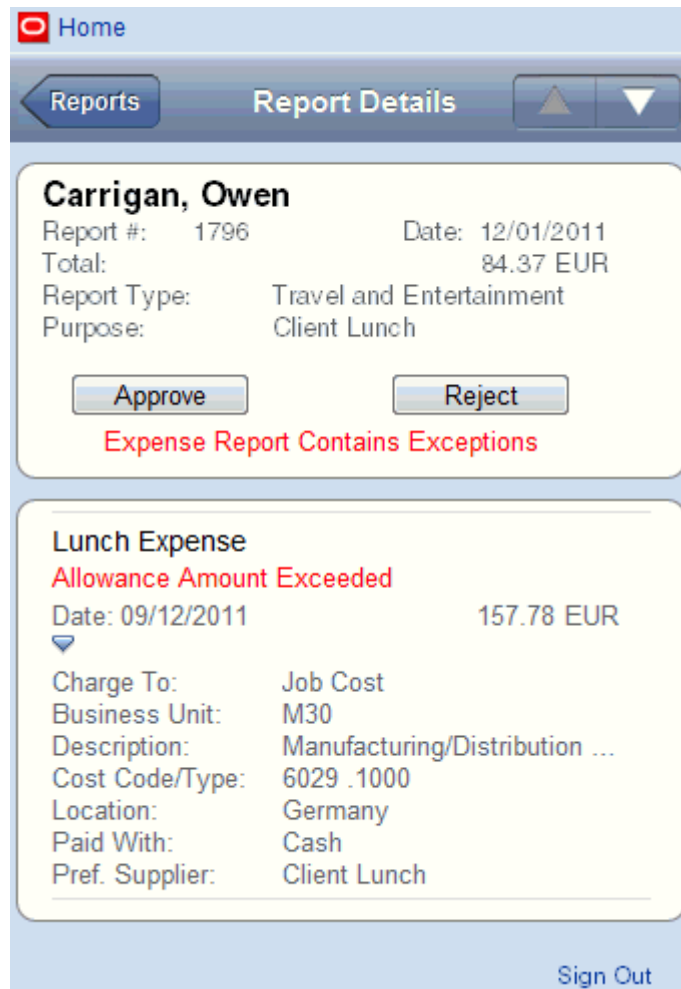 Home
Reports Report Details
Carrigan, Owen
Report #: 1796 Date: 12/01/2011
Total: 84.37 EUR
Report Type: Travel and Entertainment
Purpose: Client Lunch
Approve Reject
Expense Report Contains Exceptions
Lunch Expense
Allowance Amount Exceeded
Date: 09/12/2011 157.78 EUR
Charge To: Job Cost
Business Unit: M30
Description: Manufacturing/Distribution ...
Cost Code/Type: 6029 .1000
Location: Germany
Paid With: Cash
Pref. Supplier: Client Lunch
Sign Out